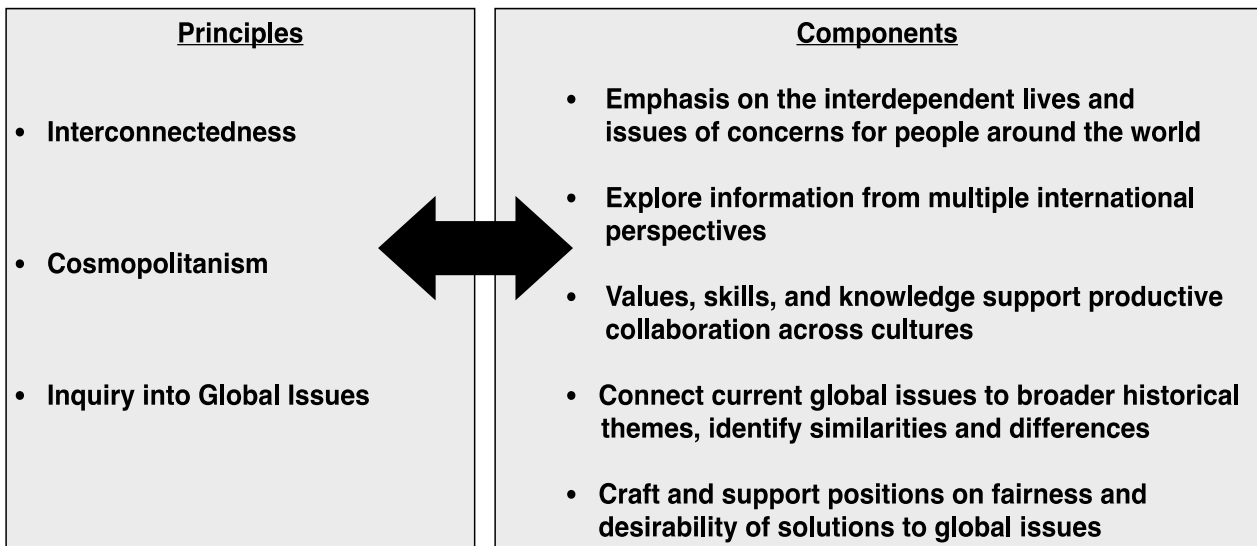 Principles
• Interconnectedness
• Cosmopolitanism
• Inquiry into Global Issues
Components
• Emphasis on the interdependent lives and
issues of concerns for people around the world
• Explore information from multiple international
perspectives
• Values, skills, and knowledge support productive
collaboration across cultures
• Connect current global issues to broader historical
themes, identify similarities and differences
• Craft and support positions on fairness and
desirability of solutions to global issues